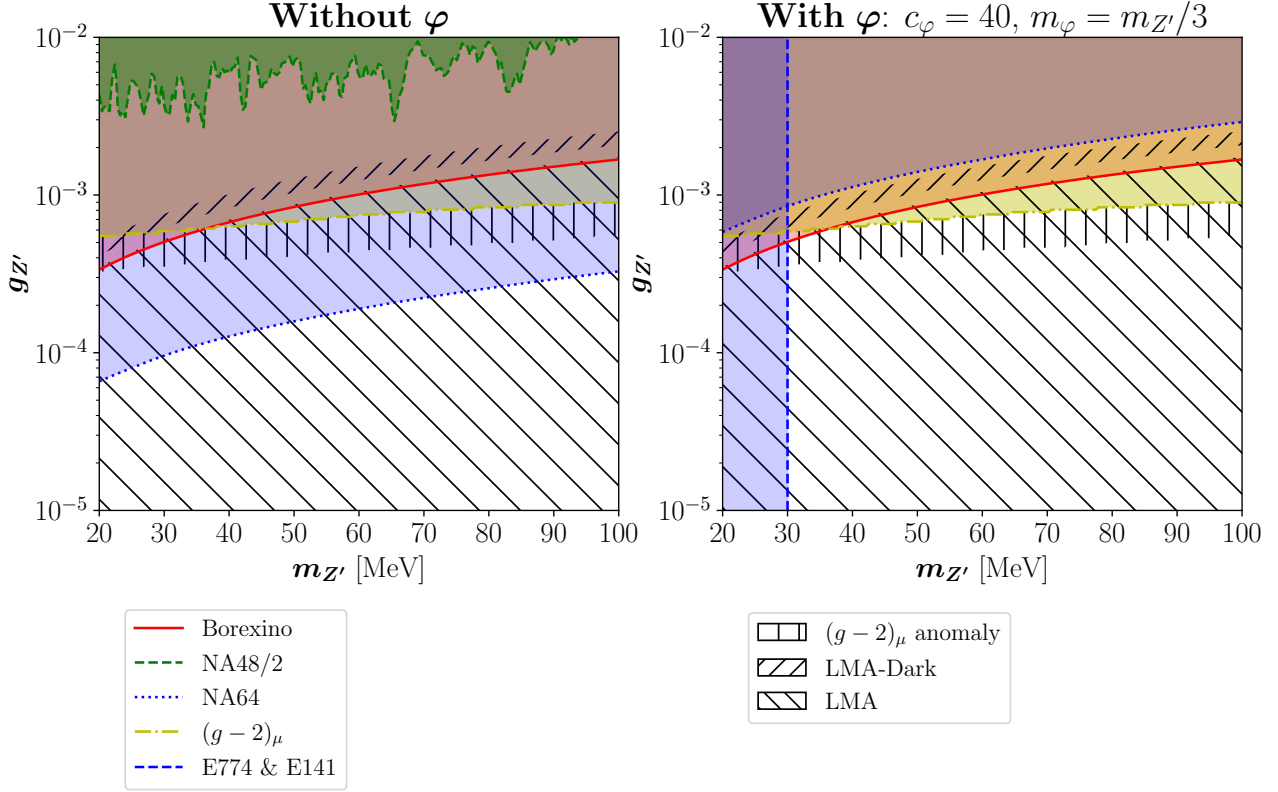 Without φ
10⁻²
10⁻³
10⁻⁴
10⁻⁵
g_Z′
20 30 40 50 60 70 80 90 100
m_Z′ [MeV]
With φ: c_φ = 40, m_φ = m_Z′/3
10⁻²
10⁻³
10⁻⁴
10⁻⁵
g_Z′
20 30 40 50 60 70 80 90 100
m_Z′ [MeV]
Borexino
NA48/2
NA64
(g − 2)_μ
E774 & E141
(g − 2)_μ anomaly
LMA-Dark
LMA